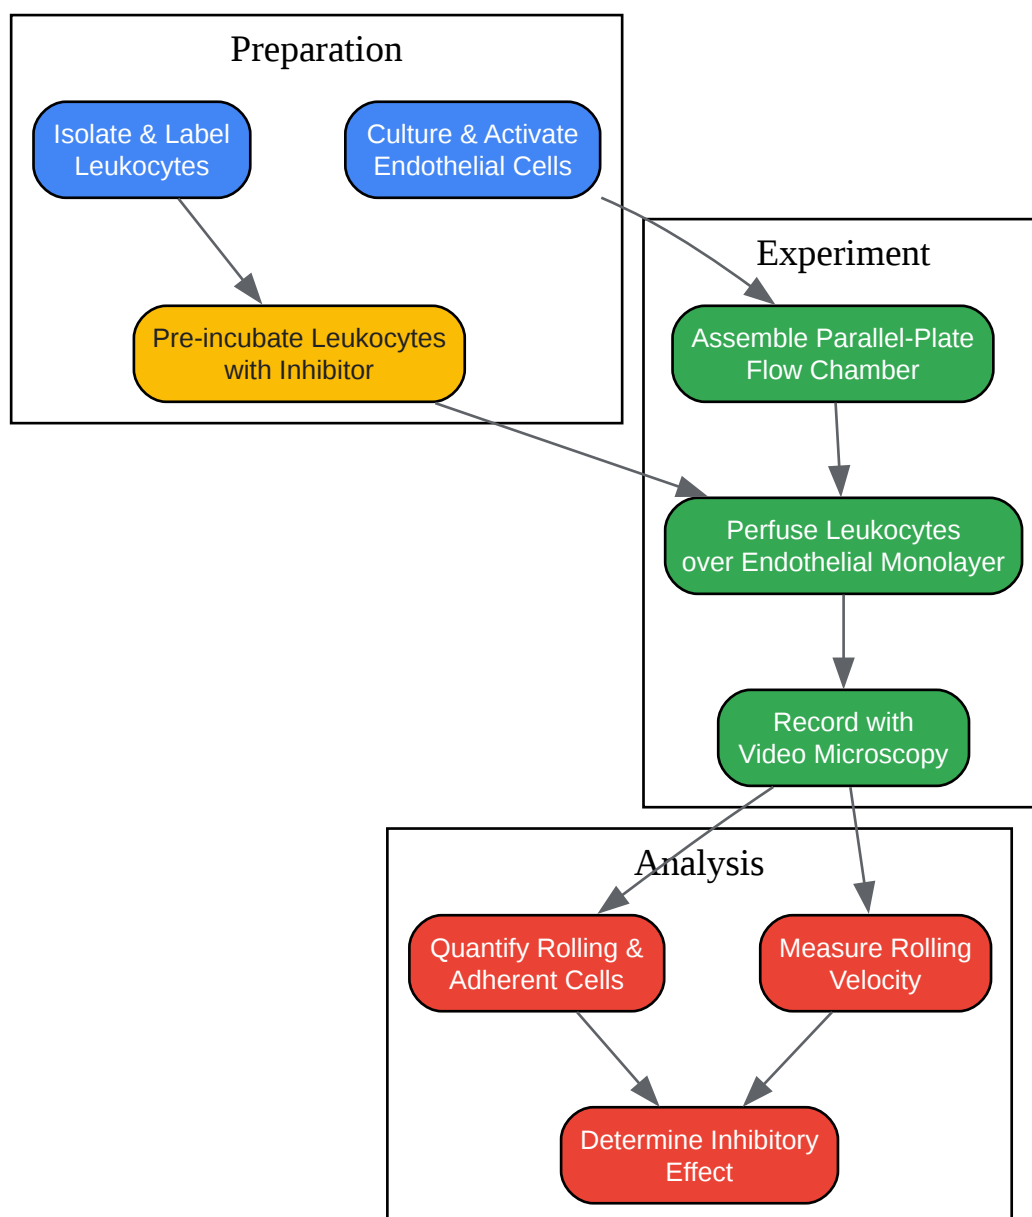 Preparation
Isolate & Label
Leukocytes
Culture & Activate
Endothelial Cells
Pre-incubate Leukocytes
with Inhibitor
Experiment
Assemble Parallel-Plate
Flow Chamber
Perfuse Leukocytes
over Endothelial Monolayer
Record with
Video Microscopy
Analysis
Quantify Rolling &
Adherent Cells
Measure Rolling
Velocity
Determine Inhibitory
Effect